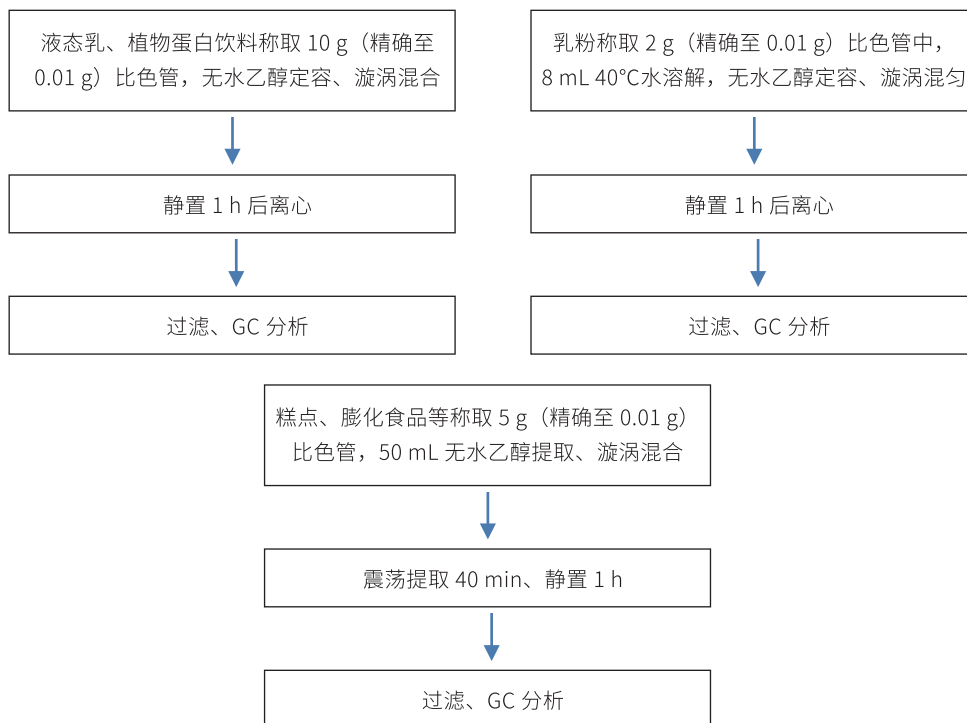 液态乳、植物蛋白饮料称取 10 g（精确至
0.01 g）比色管，无水乙醇定容、漩涡混合
静置 1 h 后离心
过滤、GC 分析
乳粉称取 2 g（精确至 0.01 g）比色管中，
8 mL 40℃水溶解，无水乙醇定容、漩涡混匀
静置 1 h 后离心
过滤、GC 分析
糕点、膨化食品等称取 5 g（精确至 0.01 g）
比色管，50 mL 无水乙醇提取、漩涡混合
震荡提取 40 min、静置 1 h
过滤、GC 分析